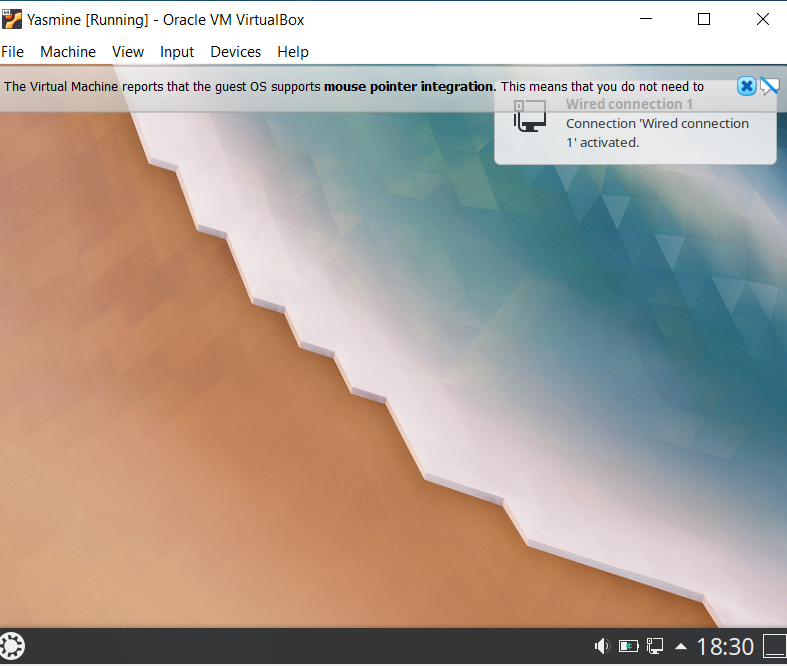 Yasmine [Running] - Oracle VM VirtualBox
File Machine View Input Devices Help
The Virtual Machine reports that the guest OS supports mouse pointer integration. This means that you do not need to
Wired connection 1
Connection 'Wired connection
1' activated.
18:30